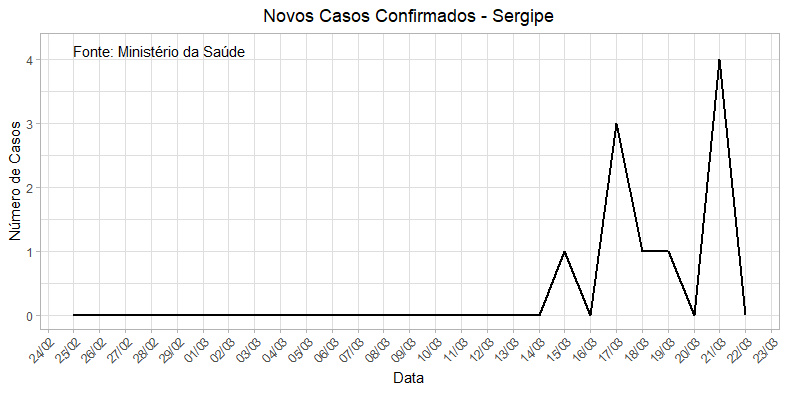 Novos Casos Confirmados - Sergipe
Fonte: Ministério da Saúde
Número de Casos
4
3
2
1
0
24/02 25/02 26/02 27/02 28/02 29/02 01/03 02/03 03/03 04/03 05/03 06/03 07/03 08/03 09/03 10/03 11/03 12/03 13/03 14/03 15/03 16/03 17/03 18/03 19/03 20/03 21/03 22/03 23/03
Data